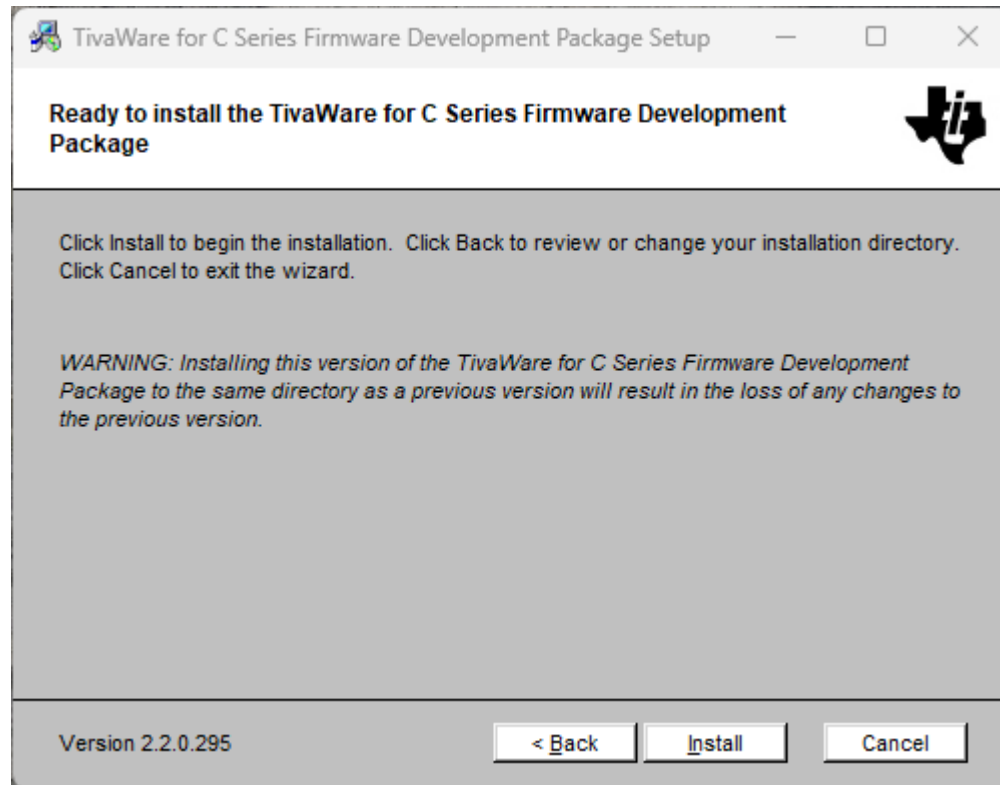 TivaWare for C Series Firmware Development Package Setup
Ready to install the TivaWare for C Series Firmware Development
Package
Click Install to begin the installation.  Click Back to review or change your installation directory.
Click Cancel to exit the wizard.
WARNING: Installing this version of the TivaWare for C Series Firmware Development
Package to the same directory as a previous version will result in the loss of any changes to
the previous version.
Version 2.2.0.295
< Back
Install
Cancel